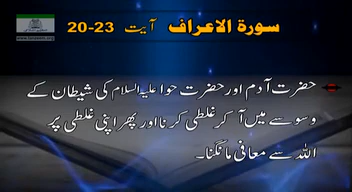 سورة الاعراف آیت 20-23
حضرت آدم اور حضرت حوا علیہ السلام کی شیطان کے
وسوسے میں آ کر غلطی کرنا اور پھر اپنی غلطی پر
اللہ سے معافی مانگنا۔